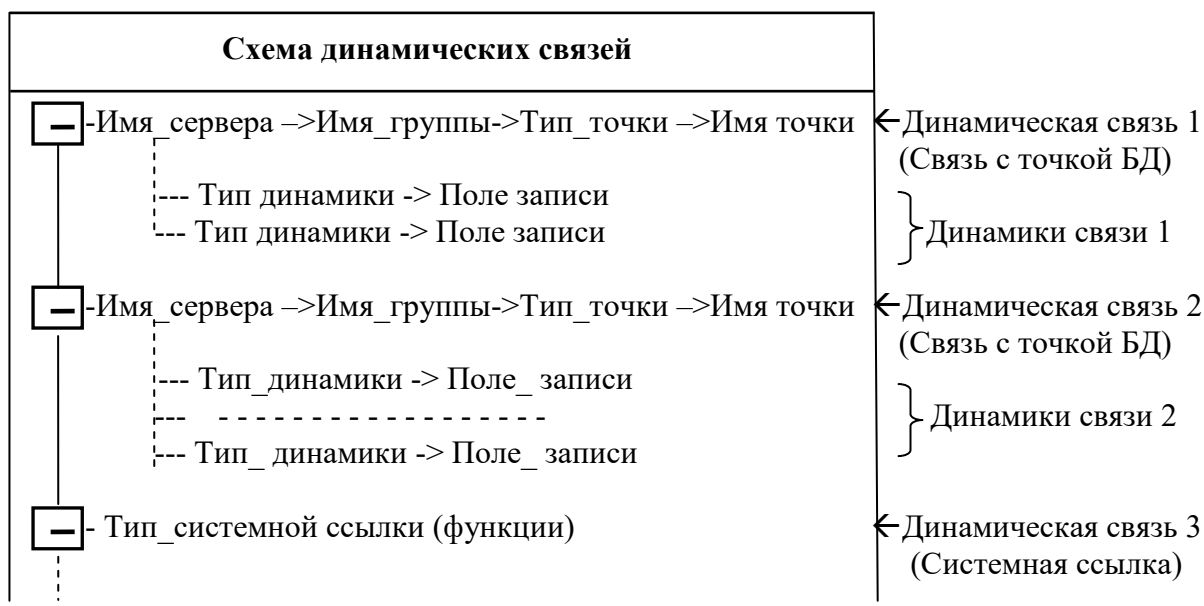 Схема динамических связей
-Имя_сервера –>Имя_группы->Тип_точки –>Имя точки
Динамическая связь 1
(Связь с точкой БД)
--- Тип динамики -> Поле записи
--- Тип динамики -> Поле записи
Динамики связи 1
-Имя_сервера –>Имя_группы->Тип_точки –>Имя точки
Динамическая связь 2
(Связь с точкой БД)
--- Тип_динамики -> Поле_ записи
--- - - - - - - - - - - - - - - - - - -
--- Тип_ динамики -> Поле_ записи
Динамики связи 2
- Тип_системной ссылки (функции)
Динамическая связь 3
(Системная ссылка)